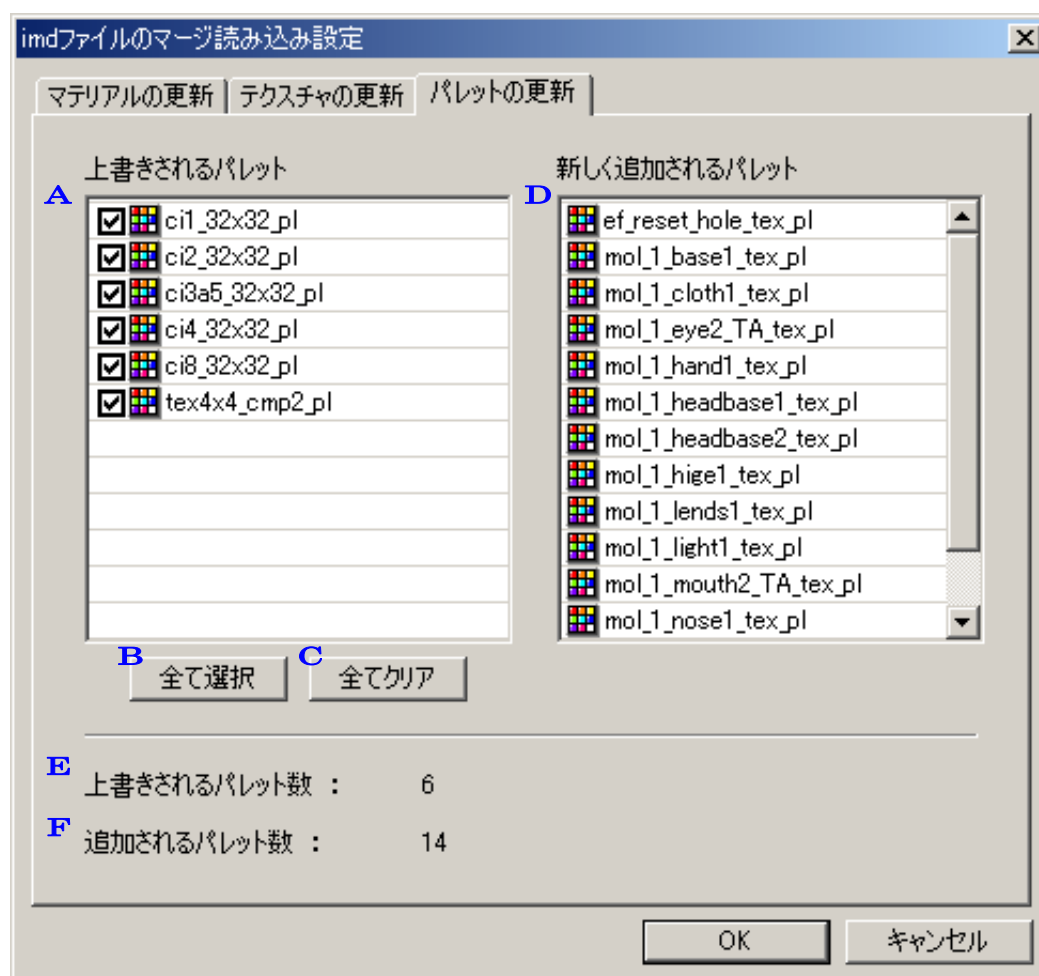 imdファイルのマージ読み込み設定
マテリアルの更新 テクスチャの更新 パレットの更新
上書きされるパレット
A
ci1_32x32_pl
ci2_32x32_pl
ci3a5_32x32_pl
ci4_32x32_pl
ci8_32x32_pl
tex4x4_cmp2_pl
B 全て選択
C 全てクリア
新しく追加されるパレット
D
ef_reset_hole_tex_pl
mol_1_base1_tex_pl
mol_1_cloth1_tex_pl
mol_1_eye2_TA_tex_pl
mol_1_hand1_tex_pl
mol_1_headbase1_tex_pl
mol_1_headbase2_tex_pl
mol_1_hige1_tex_pl
mol_1_lends1_tex_pl
mol_1_light1_tex_pl
mol_1_mouth2_TA_tex_pl
mol_1_nose1_tex_pl
E
上書きされるパレット数 : 6
F
追加されるパレット数 : 14
OK キャンセル